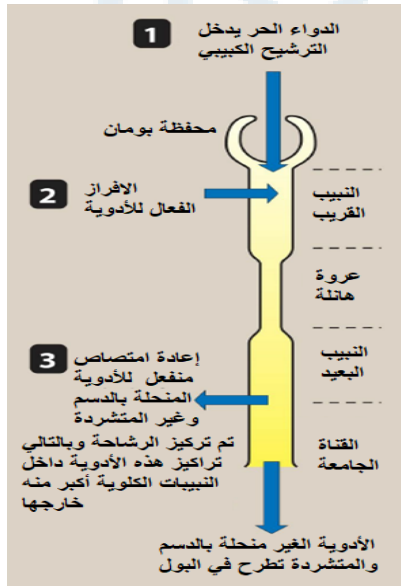 1
الدواء الحر يدخل
الترشيح الكبيبي
محفظة بومان
2
الافراز
الفعال للأدوية
النبيب
القريب
عروة
هانلة
3
إعادة امتصاص
منفعل للأدوية
المنحلة بالدسم
وغير المتشردة
تم تركيز الرشاحة وبالتالي
تراكيز هذه الأدوية داخل
النبيبات الكلوية أكبر منه
خارجها
النبيب
البعيد
القناة
الجامعة
الأدوية الغير منحلة بالدسم
والمتشردة تطرح في البول